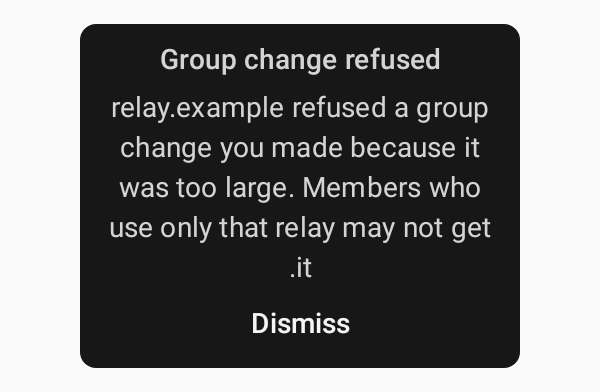 Group change refused
relay.example refused a group
change you made because it
was too large. Members who
use only that relay may not get
.it
Dismiss